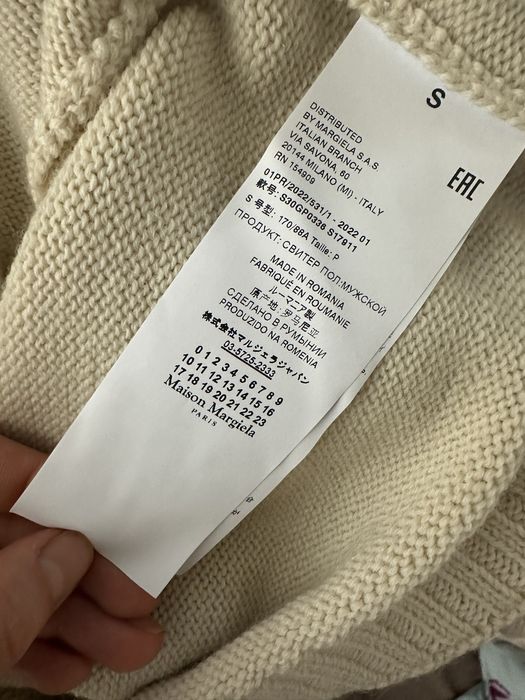 S
DISTRIBUTED
BY MARGIELA S.A.S.
ITALIAN BRANCH
VIA SAVONA, 60
20144 MILANO (MI) - ITALY
RN 154909
EAC
01PR/2022/531/1 - 2022 01
款号: S30GP0336 S17911
S 号型: 170/88A Taille: P
ПРОДУКТ: СВИТЕР ПОЛ:МУЖСКОЙ
MADE IN ROMANIA
FABRIQUÉ EN ROUMANIE
ルーマニア製
原产地: 罗马尼亚
СДЕЛАНО В РУМЫНИИ
PRODUZIDO NA ROMENIA
株式会社マルジェラジャパン
03-5725-2333
0 1 2 3 4 5 6 7 8 9
10 11 12 13 14 15 16
17 18 19 20 21 22 23
Maison Margiela
PARIS